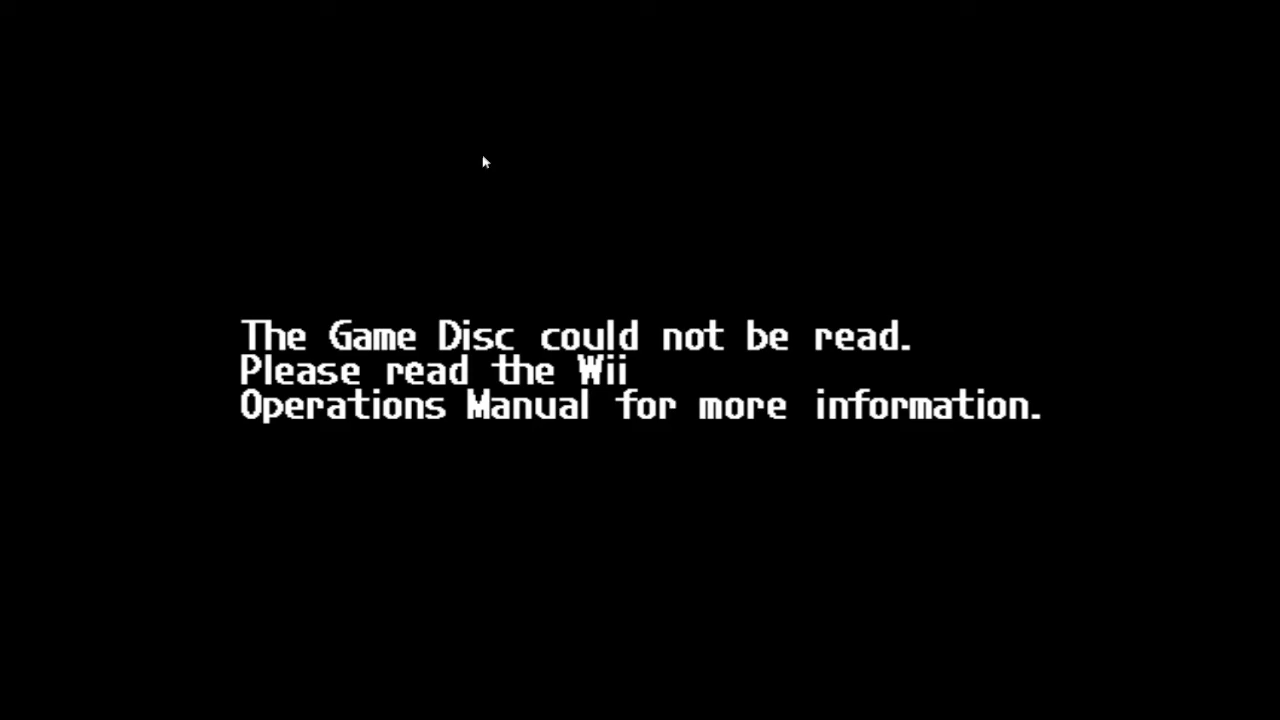 The Game Disc could not be read.
Please read the Wii
Operations Manual for more information.